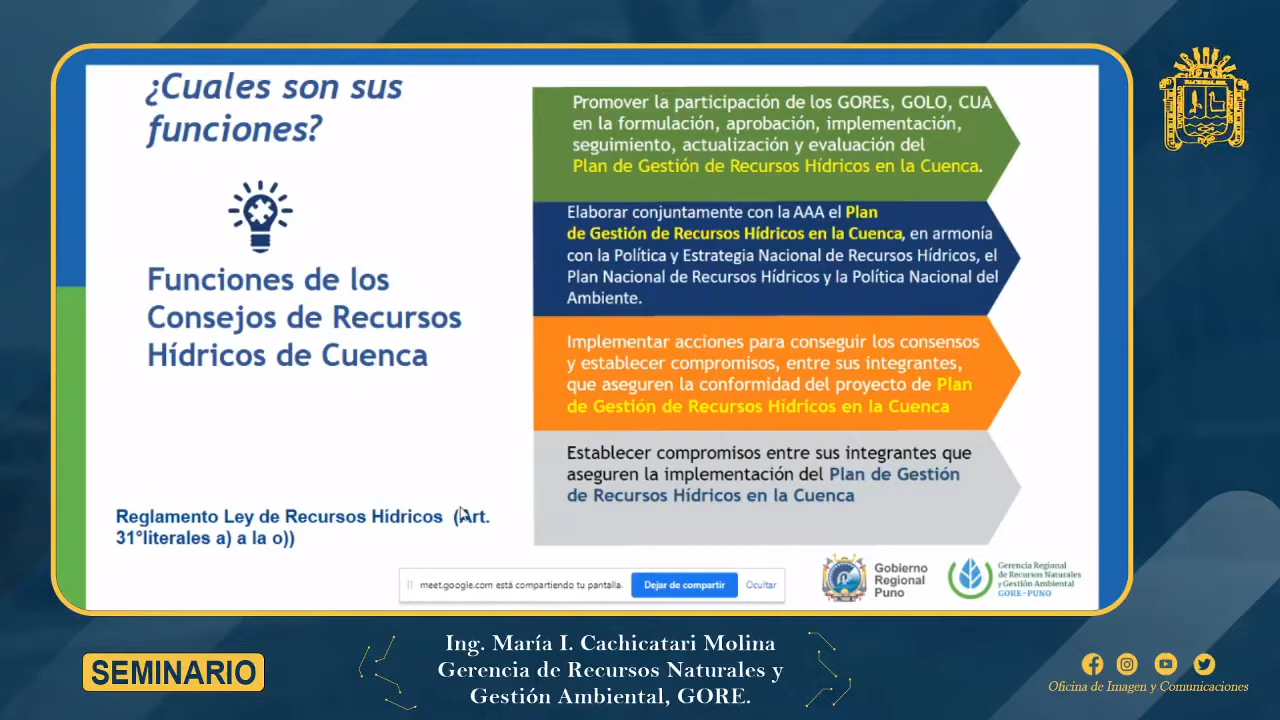 ¿Cuales son sus
funciones?
Funciones de los
Consejos de Recursos
Hídricos de Cuenca
Reglamento Ley de Recursos Hidricos (Art.
31°literales a) a la o))
Promover la participación de los GOREs, GOLO, CUA
en la formulación, aprobación, implementación,
seguimiento, actualización y evaluación del
Plan de Gestión de Recursos Hídricos en la Cuenca.
Elaborar conjuntamente con la AAA el Plan
de Gestión de Recursos Hídricos en la Cuenca, en armonía
con la Política y Estrategia Nacional de Recursos Hídricos, el
Plan Nacional de Recursos Hídricos y la Política Nacional del
Ambiente.
Implementar acciones para conseguir los consensos
y establecer compromisos, entre sus integrantes,
que aseguren la conformidad del proyecto de Plan
de Gestión de Recursos Hídricos en la Cuenca
Establecer compromisos entre sus integrantes que
aseguren la implementación del Plan de Gestión
de Recursos Hídricos en la Cuenca
meet.google.com está compartiendo tu pantalla.
Dejar de compartir
Ocultar
Gobierno
Regional
Puno
Gerencia Regional
de Recursos Naturales
y Gestión Ambiental
GORE-PUNO
SEMINARIO
Ing. María I. Cachicatari Molina
Gerencia de Recursos Naturales y
Gestión Ambiental, GORE.
Oficina de Imagen y Comunicaciones